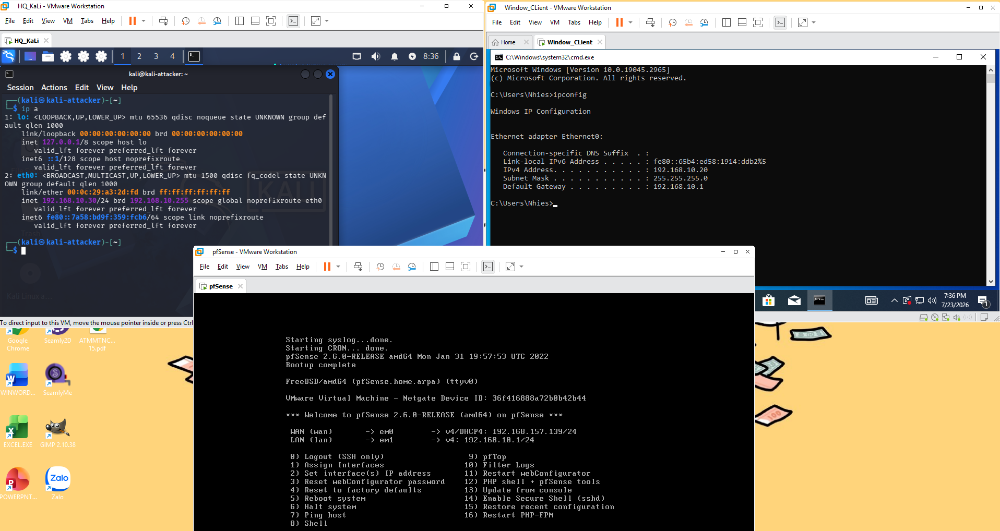 HQ_KaLi - VMware Workstation
File Edit View VM Tabs Help
HQ_KaLi
1 2 3 4 8:36
kali@kali-attacker: ~
Session Actions Edit View Help
┌──(kali㉿kali-attacker)-[~]
└─$ ip a
1: lo: <LOOPBACK,UP,LOWER_UP> mtu 65536 qdisc noqueue state UNKNOWN group def
ault qlen 1000
link/loopback 00:00:00:00:00:00 brd 00:00:00:00:00:00
inet 127.0.0.1/8 scope host lo
valid_lft forever preferred_lft forever
inet6 ::1/128 scope host noprefixroute
valid_lft forever preferred_lft forever
2: eth0: <BROADCAST,MULTICAST,UP,LOWER_UP> mtu 1500 qdisc fq_codel state UNKN
OWN group default qlen 1000
link/ether 00:0c:29:a3:2d:fd brd ff:ff:ff:ff:ff:ff
inet 192.168.10.30/24 brd 192.168.10.255 scope global noprefixroute eth0
valid_lft forever preferred_lft forever
inet6 fe80::7a58:bd9f:359:fcb6/64 scope link noprefixroute
valid_lft forever preferred_lft forever
┌──(kali㉿kali-attacker)-[~]
└─$
KALI
Trash
Kali Linux a...
To direct input to this VM, move the mouse pointer inside or press Ctrl
Window_CLient - VMware Workstation
File Edit View VM Tabs Help
Home
Window_CLient
C:\Windows\system32\cmd.exe
Microsoft Windows [Version 10.0.19045.2965]
(c) Microsoft Corporation. All rights reserved.
C:\Users\Nhies>ipconfig
Windows IP Configuration
Ethernet adapter Ethernet0:
Connection-specific DNS Suffix . :
Link-local IPv6 Address . . . . . : fe80::65b4:ed58:1914:ddb2%5
IPv4 Address. . . . . . . . . . . : 192.168.10.20
Subnet Mask . . . . . . . . . . . : 255.255.255.0
Default Gateway . . . . . . . . . : 192.168.10.1
C:\Users\Nhies>
7:36 PM
7/23/2026
1
pfSense - VMware Workstation
File Edit View VM Tabs Help
pfSense
Starting syslog...done.
Starting CRON... done.
pfSense 2.6.0-RELEASE amd64 Mon Jan 31 19:57:53 UTC 2022
Bootup complete
FreeBSD/amd64 (pfSense.home.arpa) (ttyv0)
VMware Virtual Machine - Netgate Device ID: 36f416888a72b0b42b44
*** Welcome to pfSense 2.6.0-RELEASE (amd64) on pfSense ***
WAN (wan) -> em0 -> v4/DHCP4: 192.168.157.139/24
LAN (lan) -> em1 -> v4: 192.168.10.1/24
0) Logout (SSH only) 9) pfTop
1) Assign Interfaces 10) Filter Logs
2) Set interface(s) IP address 11) Restart webConfigurator
3) Reset webConfigurator password 12) PHP shell + pfSense tools
4) Reset to factory defaults 13) Update from console
5) Reboot system 14) Enable Secure Shell (sshd)
6) Halt system 15) Restore recent configuration
7) Ping host 16) Restart PHP-FPM
8) Shell
Google
Chrome
Seamly2D
ATMMTNC...
15.pdf
WINWORD...
SeamlyMe
EXCEL.EXE
GIMP 2.10.38
POWERPNT...
Zalo
Zalo
100